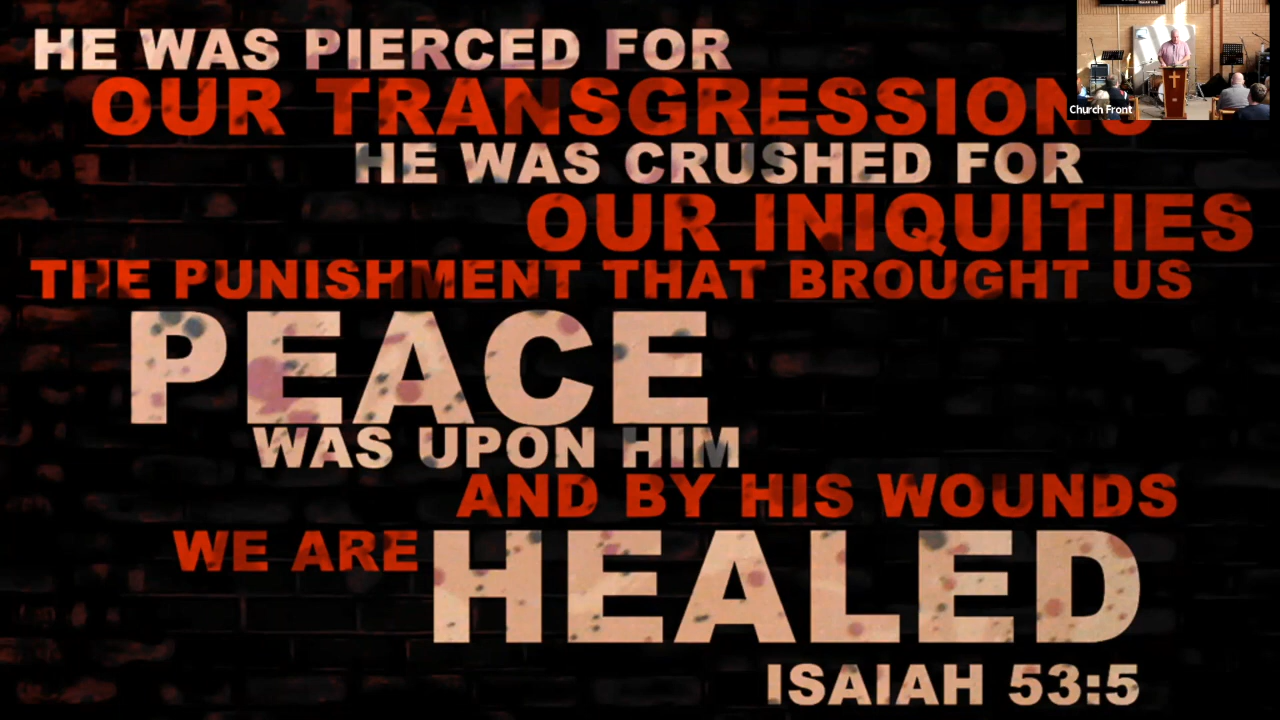 HE WAS PIERCED FOR
OUR TRANSGRESSIONS
HE WAS CRUSHED FOR
OUR INIQUITIES
THE PUNISHMENT THAT BROUGHT US
PEACE
WAS UPON HIM
AND BY HIS WOUNDS
WE ARE HEALED
ISAIAH 53:5
Church Front